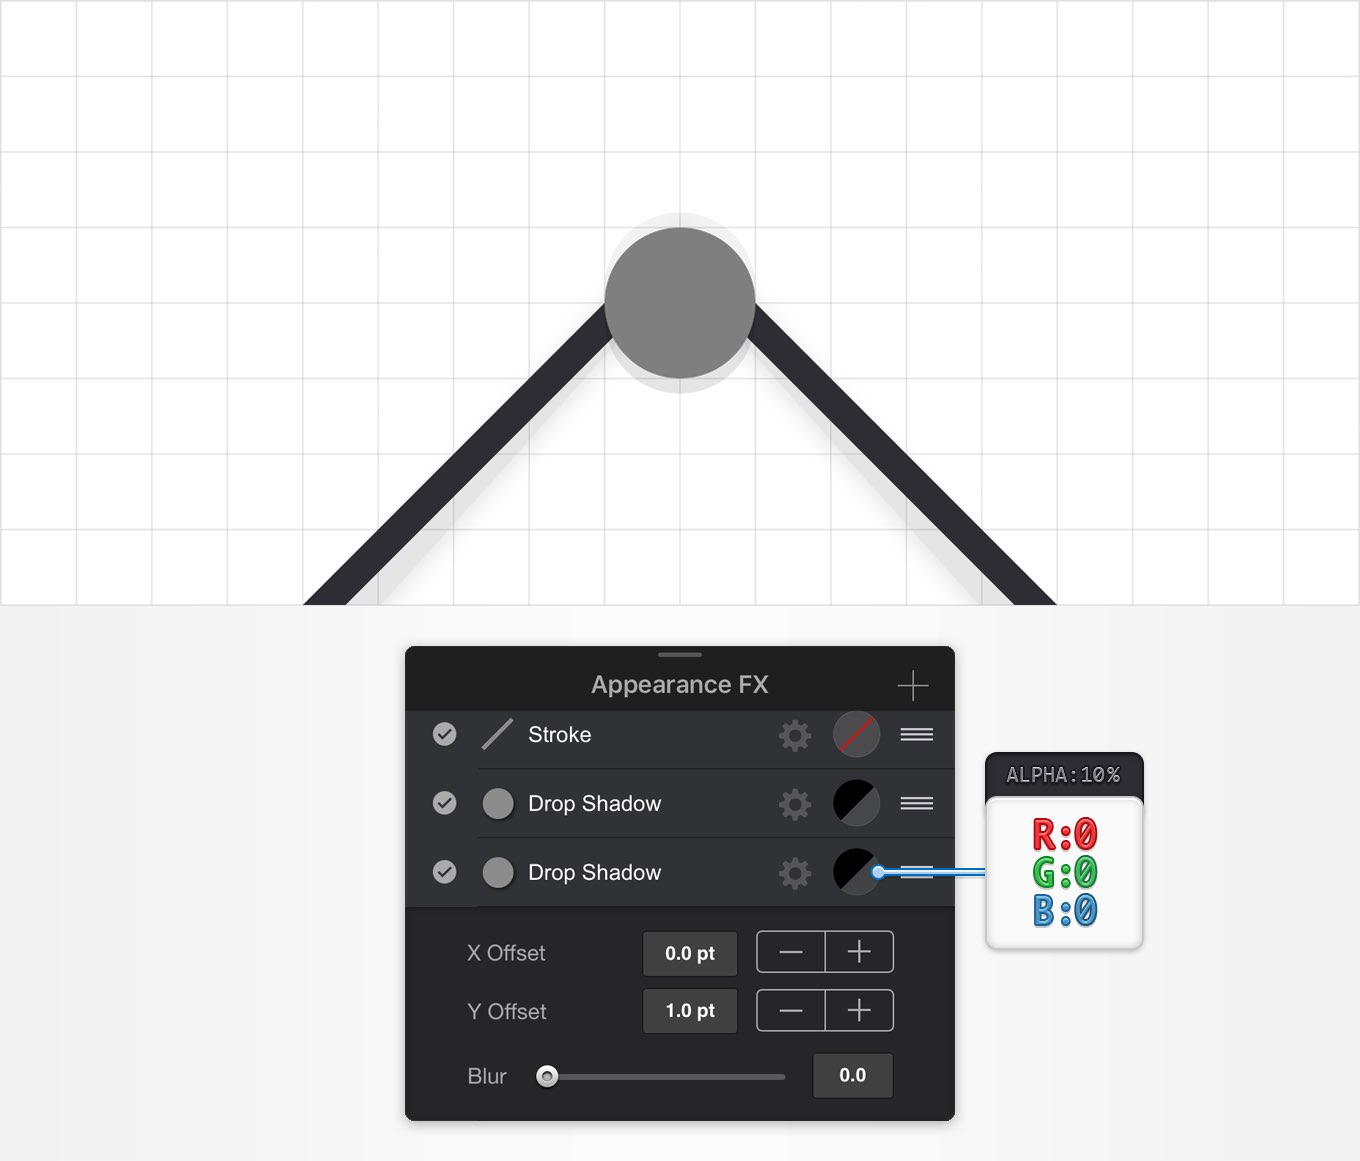 Appearance FX
Stroke
Drop Shadow
Drop Shadow
ALPHA:10%
R:0
G:0
B:0
X Offset 0.0 pt
Y Offset 1.0 pt
Blur 0.0